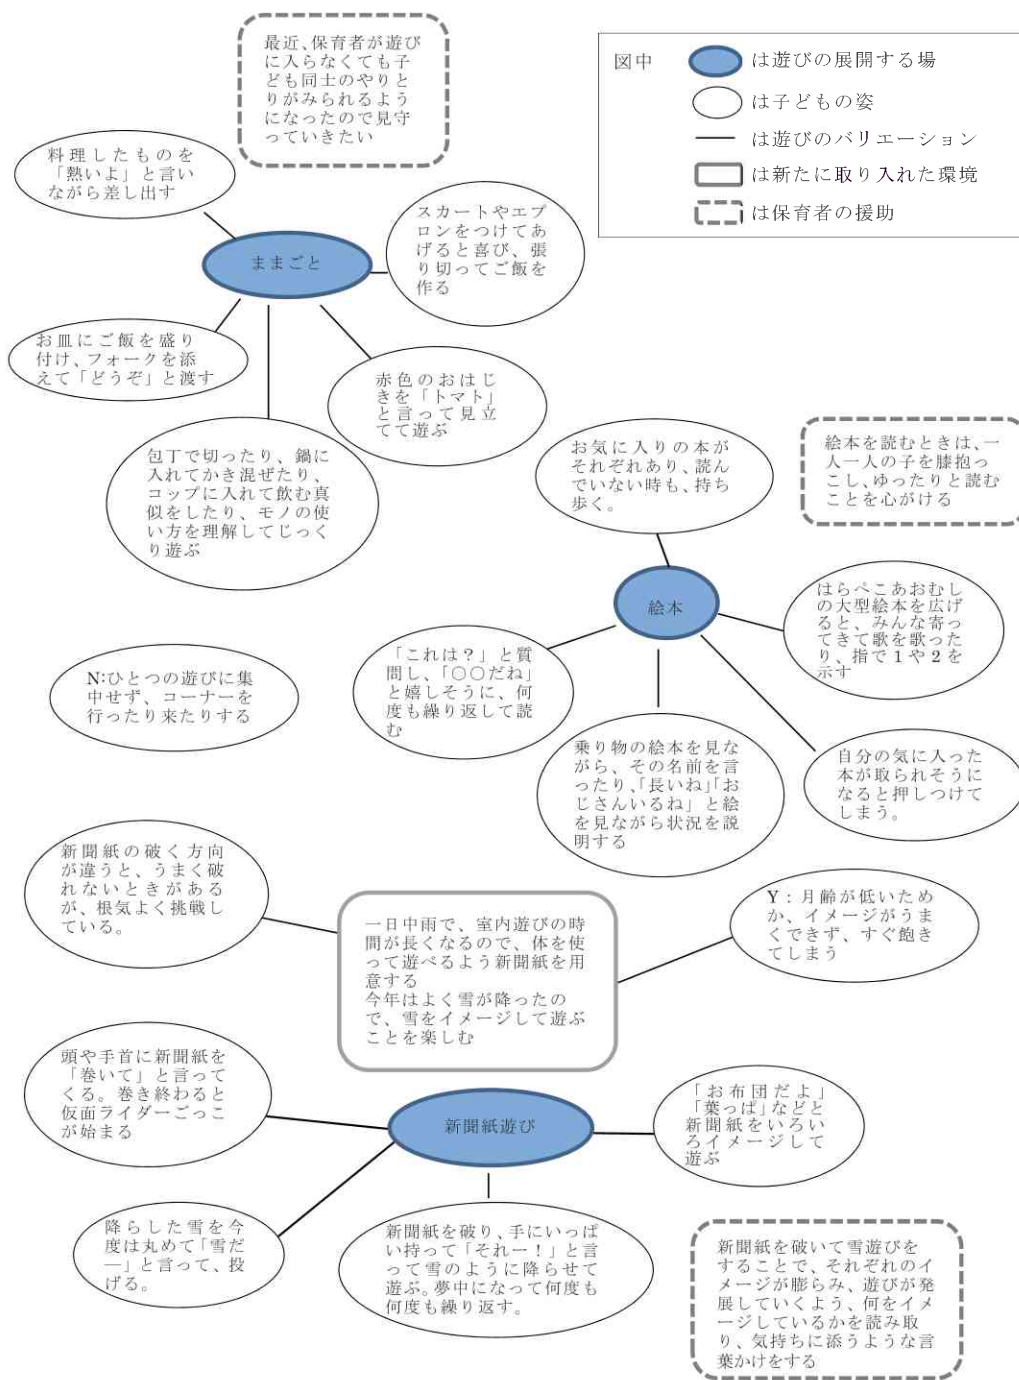 最近、保育者が遊び
に入らなくても子
ども同士のやりと
りがみられるよう
になったので見守
っていきたい
図中
は遊びの展開する場
は子どもの姿
は遊びのバリエーション
は新たに取り入れた環境
は保育者の援助
料理したものを
「熱いよ」と言い
ながら差し出す
スカートやエプ
ロンをつけてあ
げると喜び、張
り切ってご飯を
作る
ままごと
お皿にご飯を盛り
付け、フォークを添
えて「どうぞ」と渡す
赤色のおはじ
きを「トマト」
と言って見立
てて遊ぶ
包丁で切ったり、鍋に
入れてかき混ぜたり、
コップに入れて飲む真
似をしたり、モノの使
い方を理解してじっく
り遊ぶ
お気に入りの本が
それぞれあり、読ん
でいない時も、持ち
歩く。
絵本を読むときは、一
人一人の子を膝抱っ
こし、ゆったりと読む
ことを心がける
絵本
はらぺこあおむし
の大型絵本を広げ
ると、みんな寄っ
てきて歌を歌った
り、指で1や2を
示す
「これは？」と質
問し、「○○だね」
と嬉しそうに、何
度も繰り返して読
む
N:ひとつの遊びに集
中せず、コーナーを
行ったり来たりする
乗り物の絵本を見な
がら、その名前を言
ったり、「長いね」「お
じさんいるね」と絵
を見ながら状況を説
明する
自分の気に入った
本が取られそうに
なると押しつけて
しまう。
新聞紙の破く方向
が違うと、うまく破
れないときがある
が、根気よく挑戦し
ている。
一日中雨で、室内遊びの時
間が長くなるので、体を使
って遊べるよう新聞紙を用
意する
今年はよく雪が降ったの
で、雪をイメージして遊ぶ
ことを楽しむ
Y：月齢が低いため
か、イメージがうま
くできず、すぐ飽き
てしまう
頭や手首に新聞紙を
「巻いて」と言って
くる。巻き終わると
仮面ライダーごっこ
が始まる
新聞紙遊び
「お布団だよ」
「葉っぱ」などと
新聞紙をいろい
ろイメージして
遊ぶ
降らした雪を今
度は丸めて「雪だ
―」と言って、投
げる。
新聞紙を破り、手にいっぱ
い持って「それー！」と言
って雪のように降らせて
遊ぶ。夢中になって何度も
何度も繰り返す。
新聞紙を破いて雪遊びを
することで、それぞれのイ
メージが膨らみ、遊びが発
展していくよう、何をイメ
ージしているかを読み取
り、気持ちに添うような言
葉かけをする